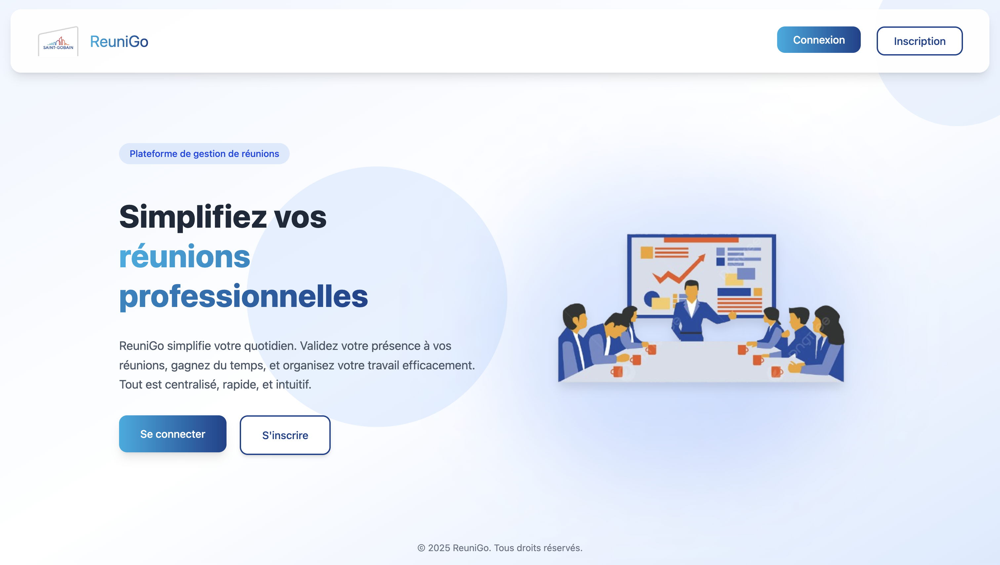 SAINT-GOBAIN
ReuniGo
Connexion
Inscription
Plateforme de gestion de réunions
Simplifiez vos
réunions
professionnelles
ReuniGo simplifie votre quotidien. Validez votre présence à vos
réunions, gagnez du temps, et organisez votre travail efficacement.
Tout est centralisé, rapide, et intuitif.
Se connecter
S'inscrire
pngtree
pngtree
© 2025 ReuniGo. Tous droits réservés.